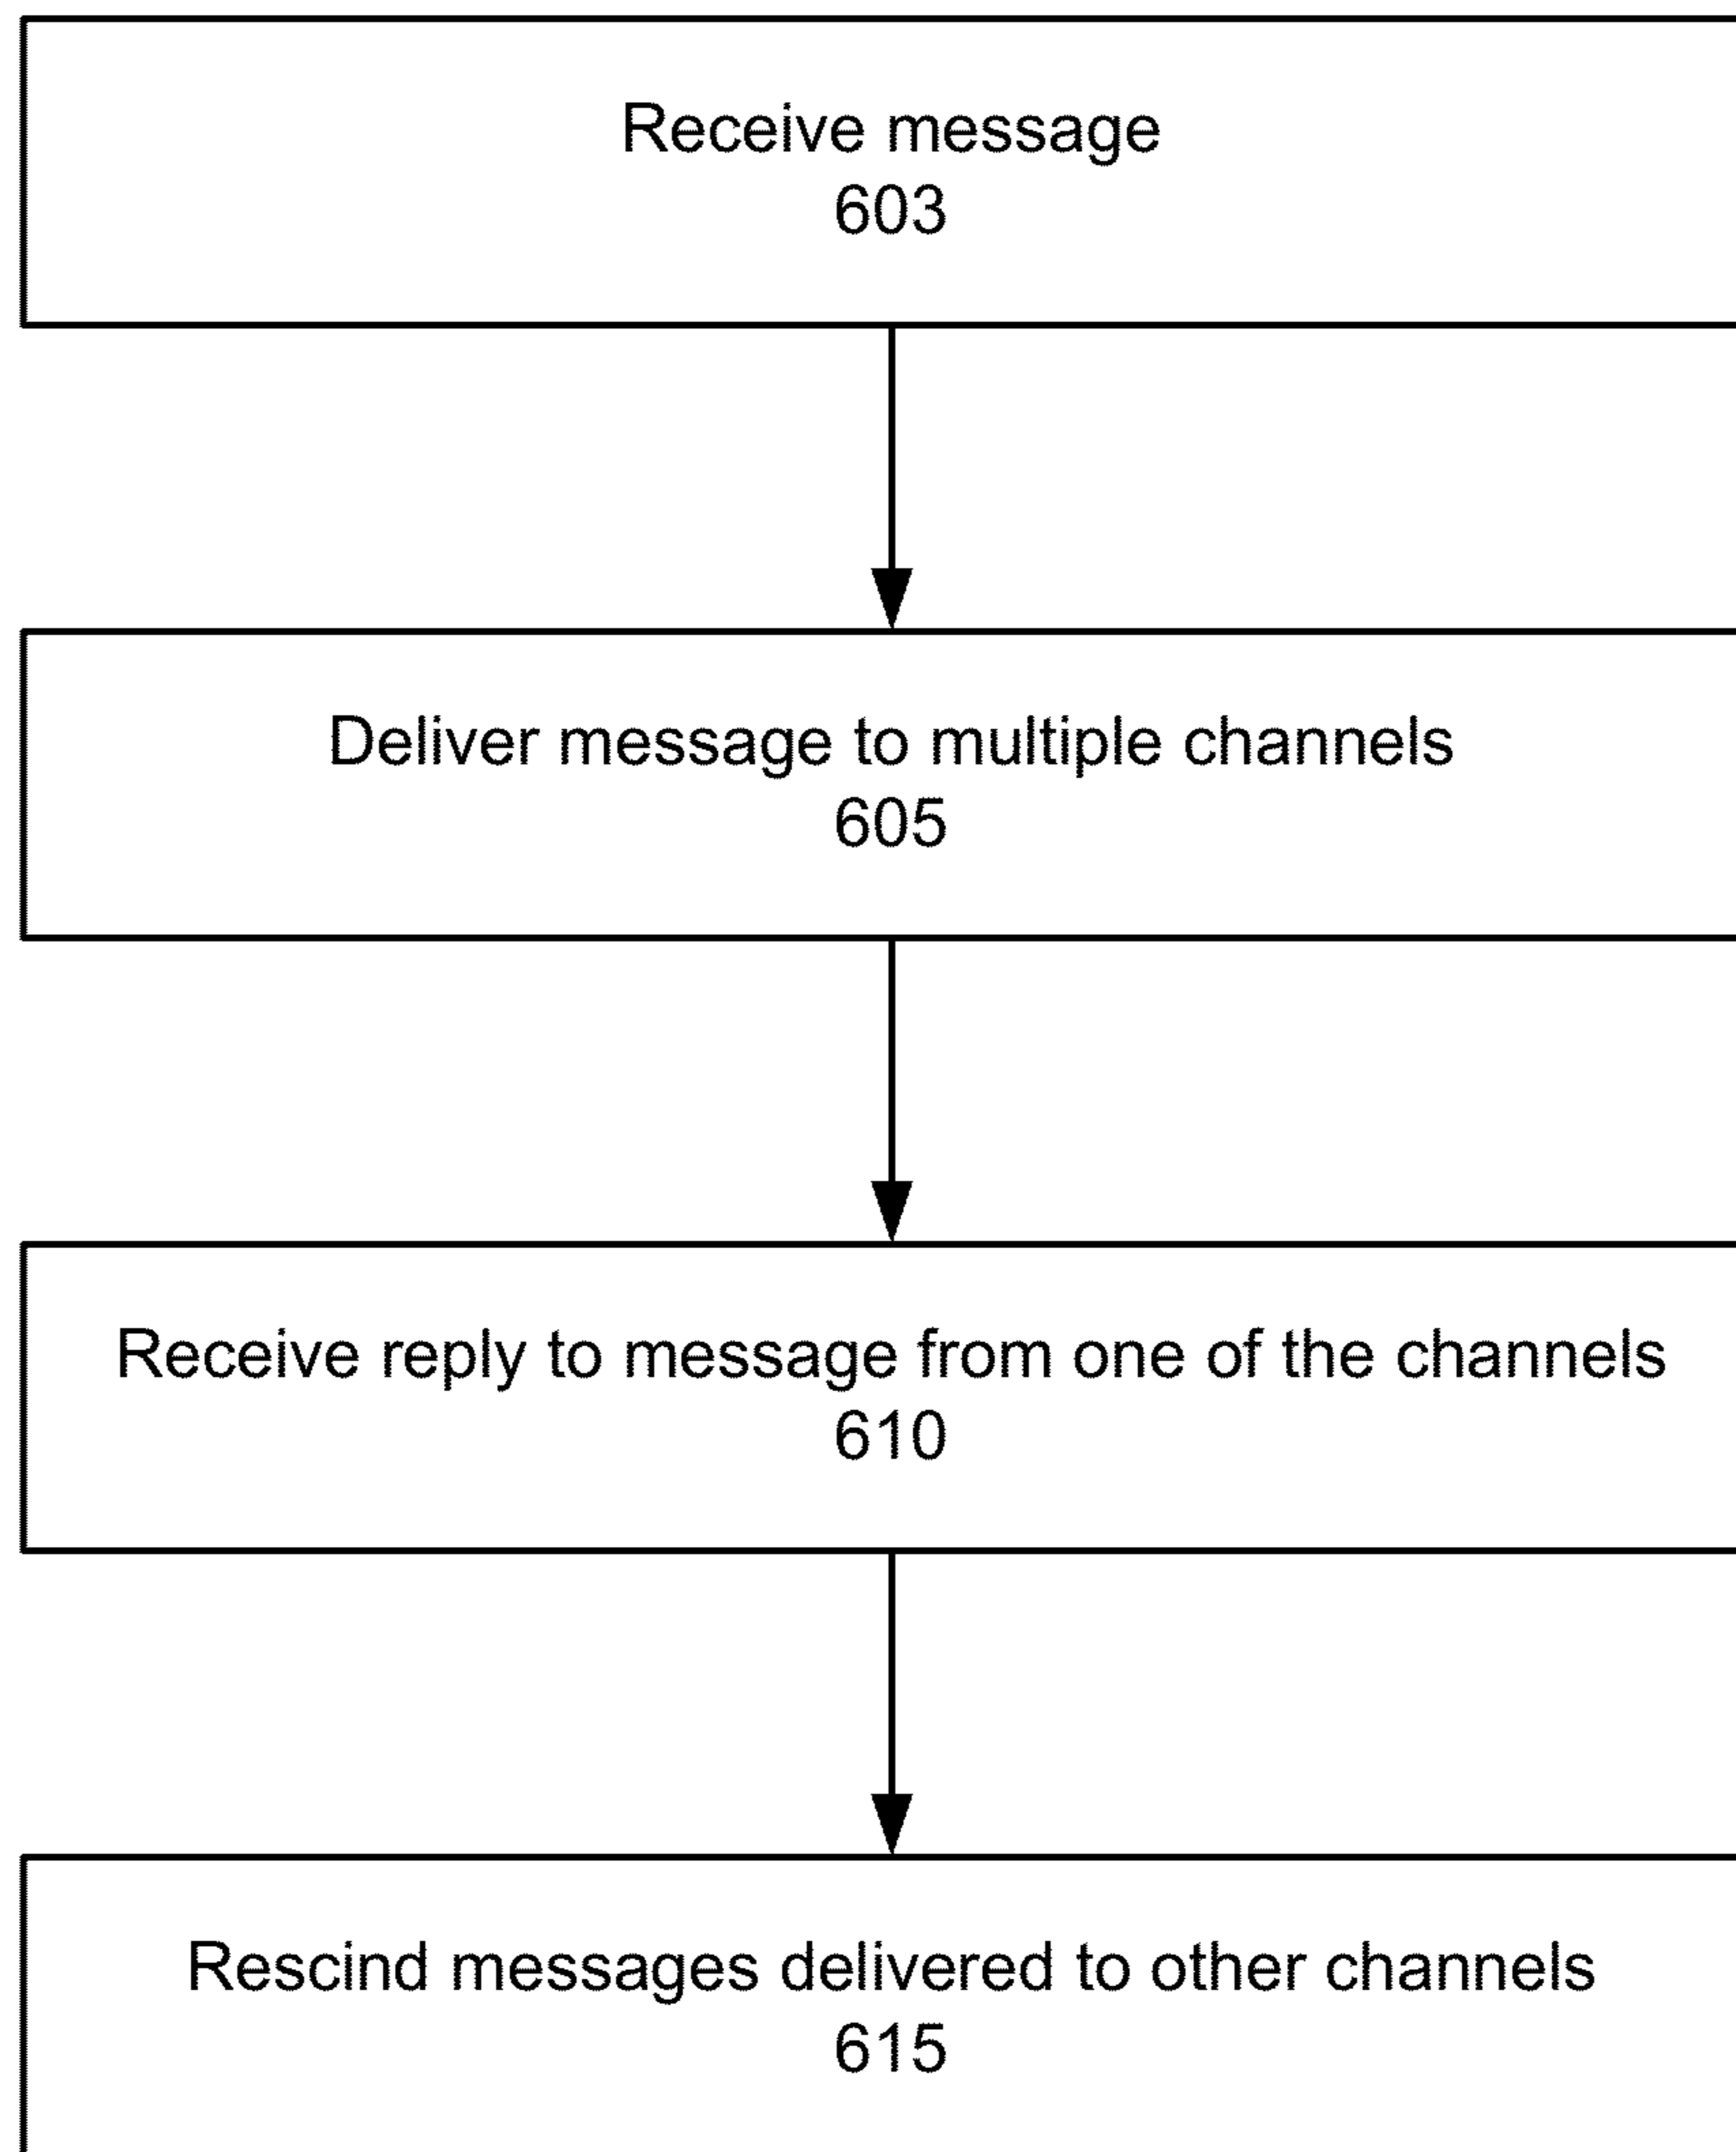 Receive message
603
Deliver message to multiple channels
605
Receive reply to message from one of the channels
610
Rescind messages delivered to other channels
615